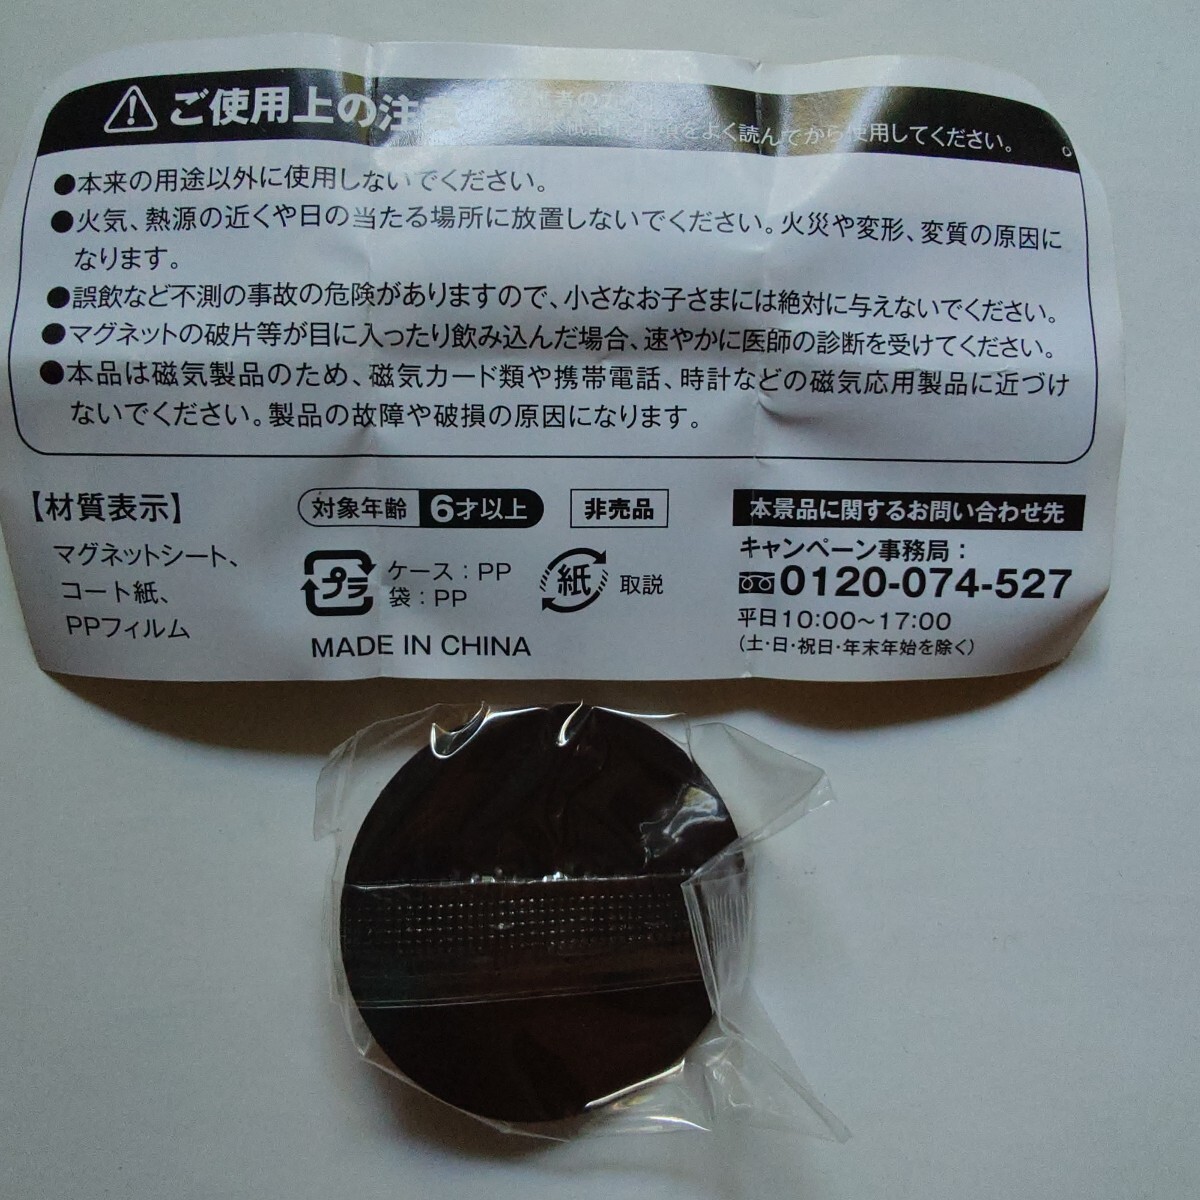 ご使用上の注意
をよく読んでから使用してください。
●本来の用途以外に使用しないでください。
●火気、熱源の近くや日の当たる場所に放置しないでください。火災や変形、変質の原因に
なります。
●誤飲など不測の事故の危険がありますので、小さなお子さまには絶対に与えないでください。
●マグネットの破片等が目に入ったり飲み込んだ場合、速やかに医師の診断を受けてください。
●本品は磁気製品のため、磁気カード類や携帯電話、時計などの磁気応用製品に近づけ
ないでください。製品の故障や破損の原因になります。
【材質表示】
マグネットシート、
コート紙、
PPフィルム
対象年齢 6才以上
非売品
プラ
ケース：PP
袋：PP
紙 取説
MADE IN CHINA
本景品に関するお問い合わせ先
キャンペーン事務局：
0120-074-527
平日10:00〜17:00
(土・日・祝日・年末年始を除く)